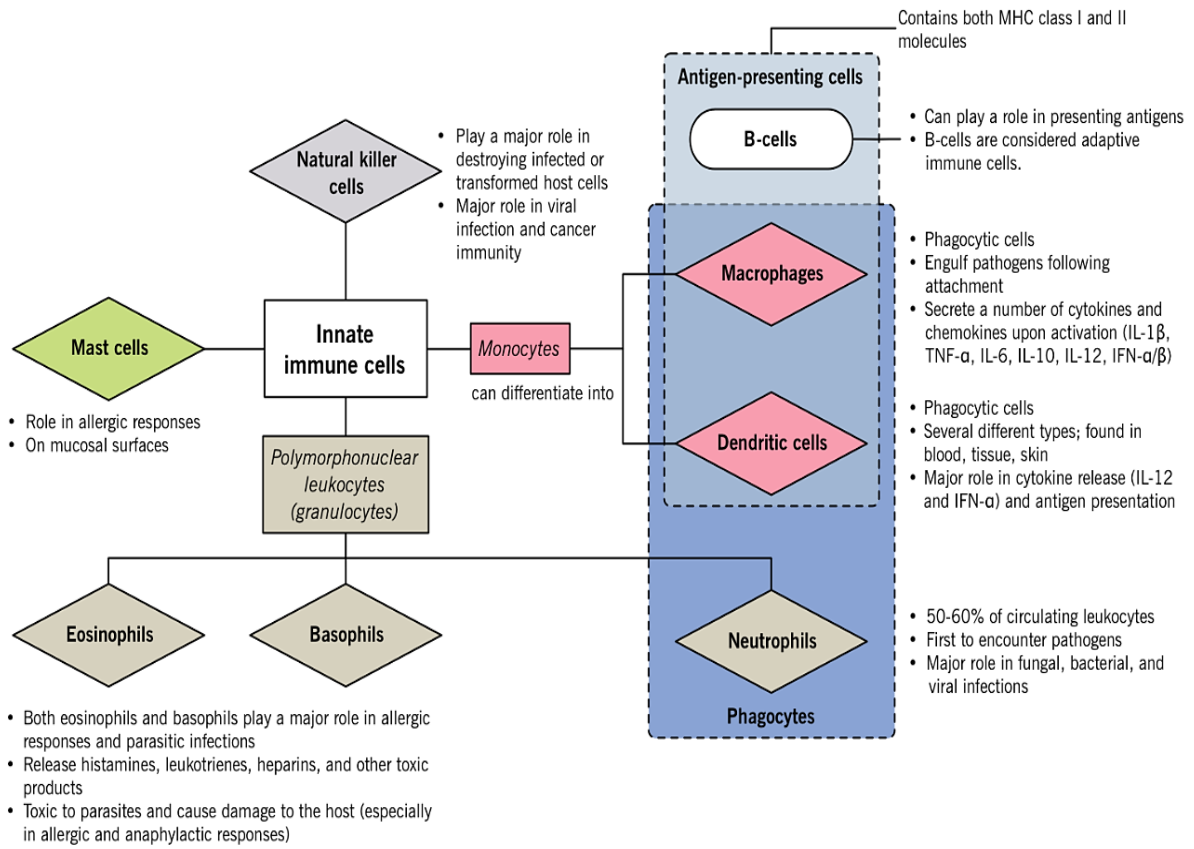 Contains both MHC class I and II
molecules
Antigen-presenting cells
B-cells
• Can play a role in presenting antigens
• B-cells are considered adaptive
immune cells.
Natural killer
cells
• Play a major role in
destroying infected or
transformed host cells
• Major role in viral
infection and cancer
immunity
Macrophages
• Phagocytic cells
• Engulf pathogens following
attachment
• Secrete a number of cytokines and
chemokines upon activation (IL-1β,
TNF-α, IL-6, IL-10, IL-12, IFN-α/β)
Mast cells
• Role in allergic responses
• On mucosal surfaces
Innate
immune cells
Monocytes
can differentiate into
Dendritic cells
• Phagocytic cells
• Several different types; found in
blood, tissue, skin
• Major role in cytokine release (IL-12
and IFN-α) and antigen presentation
Polymorphonuclear
leukocytes
(granulocytes)
Eosinophils
Basophils
Neutrophils
• 50-60% of circulating leukocytes
• First to encounter pathogens
• Major role in fungal, bacterial, and
viral infections
Phagocytes
• Both eosinophils and basophils play a major role in allergic
responses and parasitic infections
• Release histamines, leukotrienes, heparins, and other toxic
products
• Toxic to parasites and cause damage to the host (especially
in allergic and anaphylactic responses)